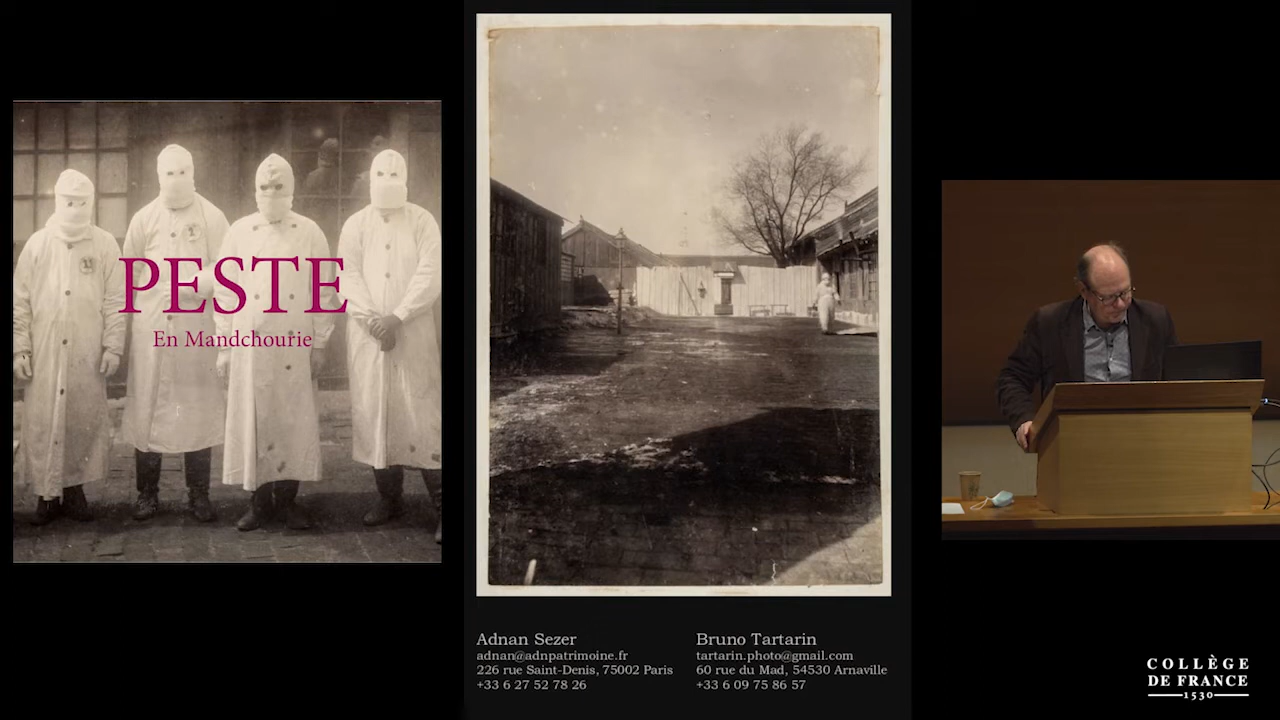 PESTE
En Mandchourie
Adnan Sezer
adnan@adnpatrimoine.fr
226 rue Saint-Denis, 75002 Paris
+33 6 27 52 78 26
Bruno Tartarin
tartarin.photo@gmail.com
60 rue du Mad, 54530 Arnaville
+33 6 09 75 86 57
COLLÈGE
DE FRANCE
1530